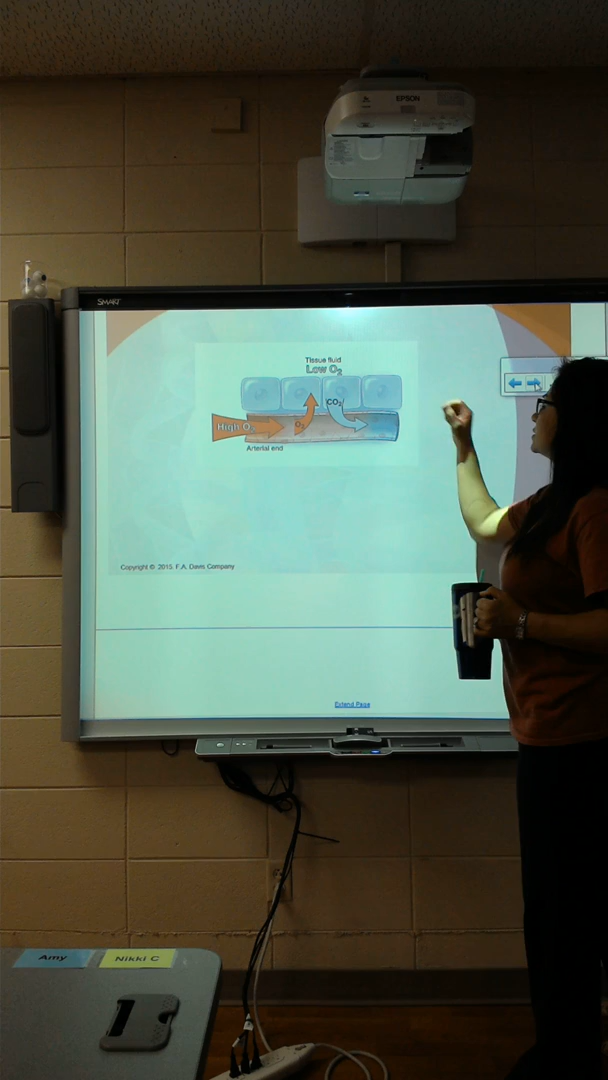 EPSON
SMART
Tissue fluid
Low O2
CO2
High O2
O2
Arterial end
Copyright © 2015. F.A. Davis Company
Extend Page
Amy
Nikki C